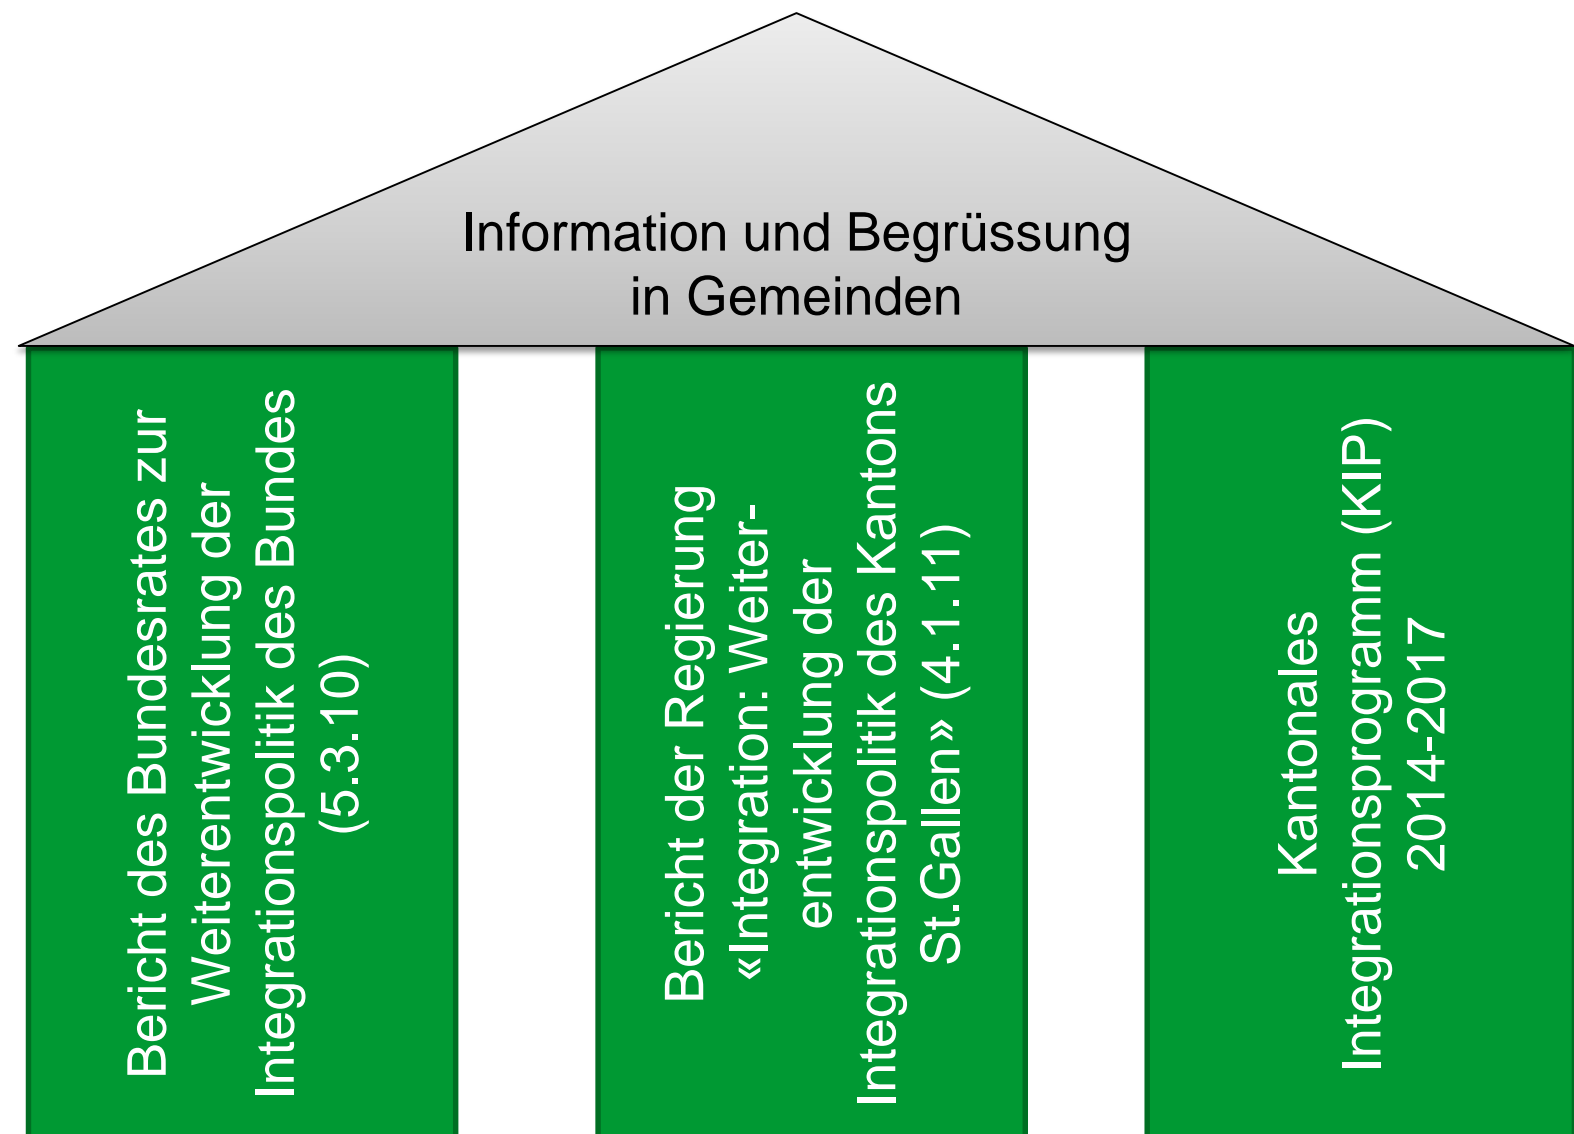 Information und Begrüssung
in Gemeinden
Bericht des Bundesrates zur
Weiterentwicklung der
Integrationspolitik des Bundes
(5.3.10)
Bericht der Regierung
«Integration: Weiter-
entwicklung der
Integrationspolitik des Kantons
St.Gallen» (4.1.11)
Kantonales
Integrationsprogramm (KIP)
2014-2017